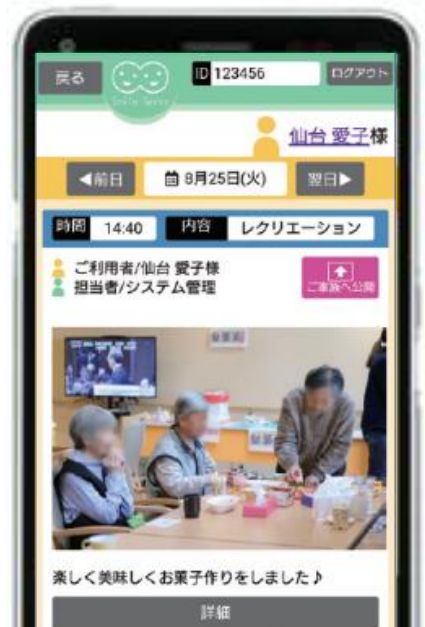 戻る
ID 123456
ログアウト
仙台 愛子様
◀前日
8月25日(火)
翌日▶
時間 14:40 内容 レクリエーション
ご利用者/仙台 愛子様
担当者/システム管理
ご家族へ公開
楽しく美味しくお菓子作りをしました♪
詳細